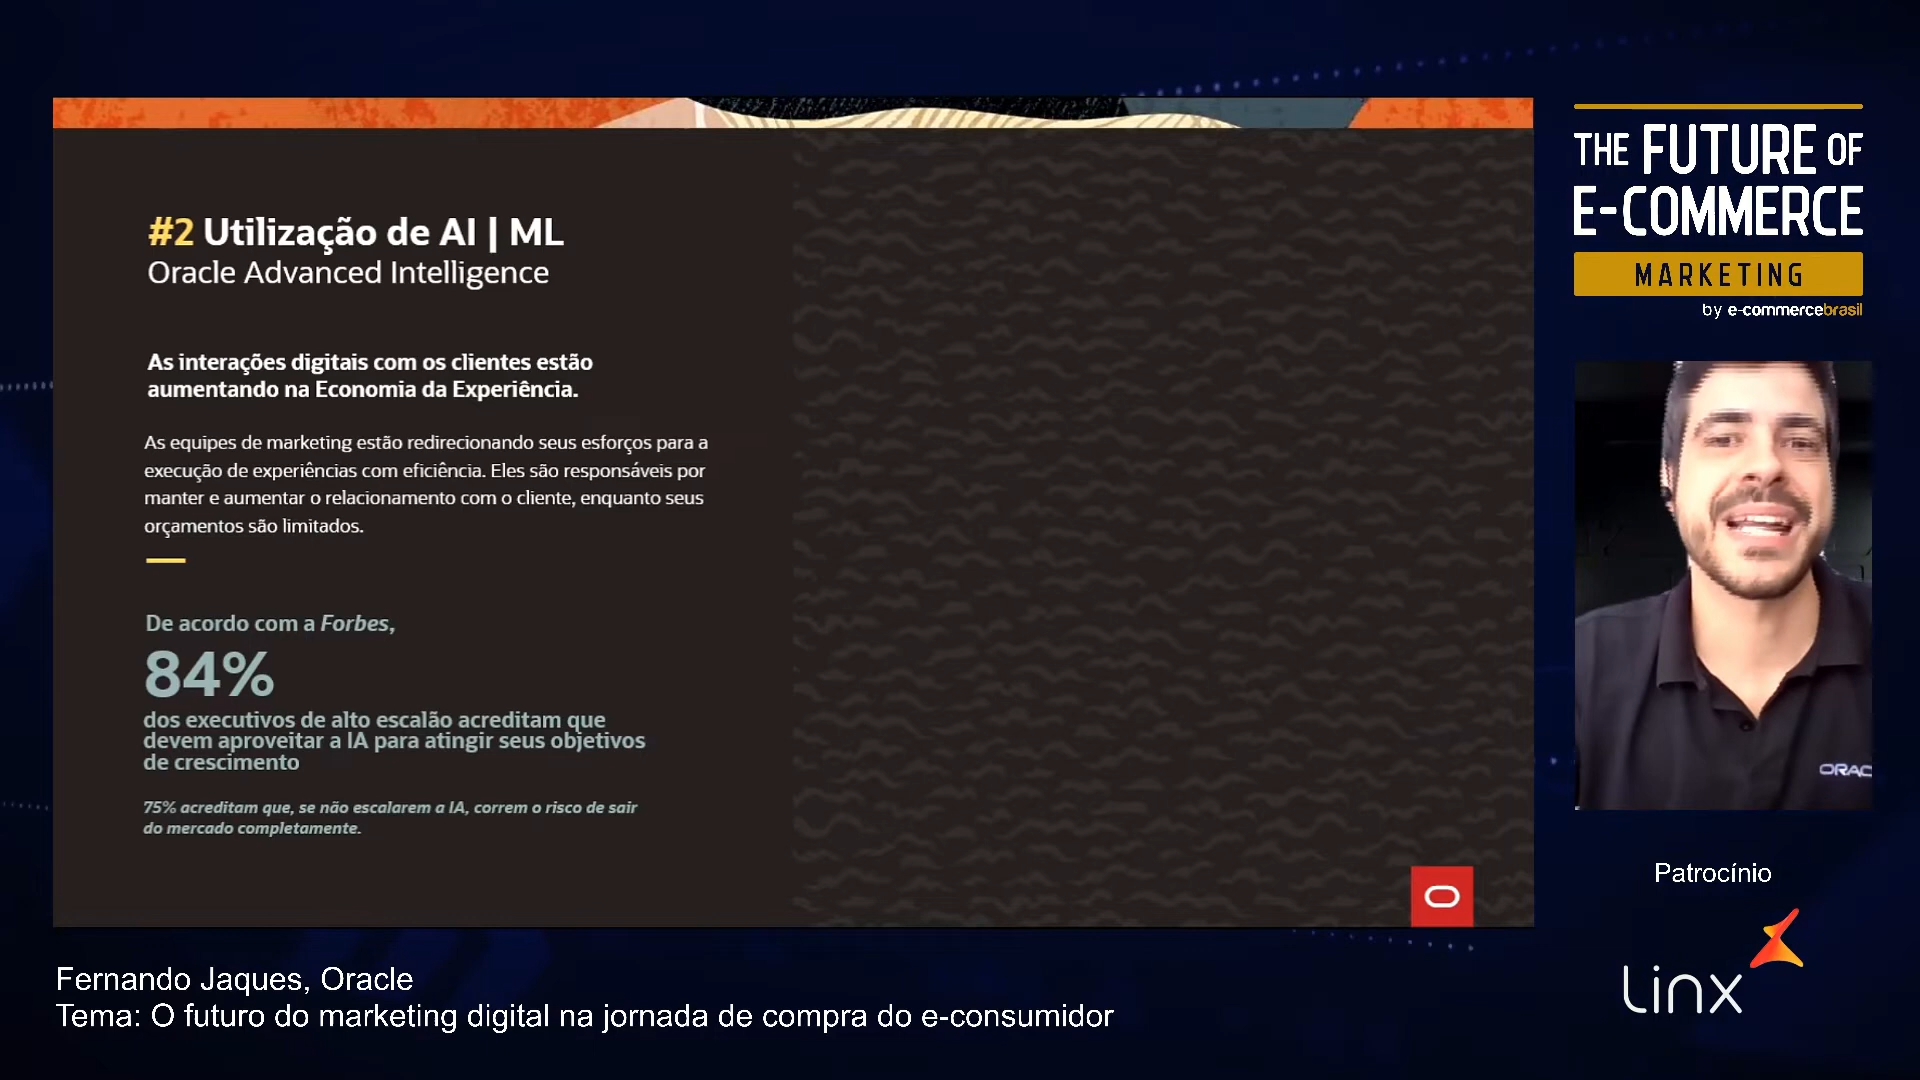 #2 Utilização de AI | ML
Oracle Advanced Intelligence
As interações digitais com os clientes estão
aumentando na Economia da Experiência.
As equipes de marketing estão redirecionando seus esforços para a
execução de experiências com eficiência. Eles são responsáveis por
manter e aumentar o relacionamento com o cliente, enquanto seus
orçamentos são limitados.
De acordo com a Forbes,
84%
dos executivos de alto escalão acreditam que
devem aproveitar a IA para atingir seus objetivos
de crescimento
75% acreditam que, se não escalarem a IA, correm o risco de sair
do mercado completamente.
THE FUTURE OF
E-COMMERCE
MARKETING
by e-commercebrasil
ORAC
Patrocínio
Linx
Fernando Jaques, Oracle
Tema: O futuro do marketing digital na jornada de compra do e-consumidor